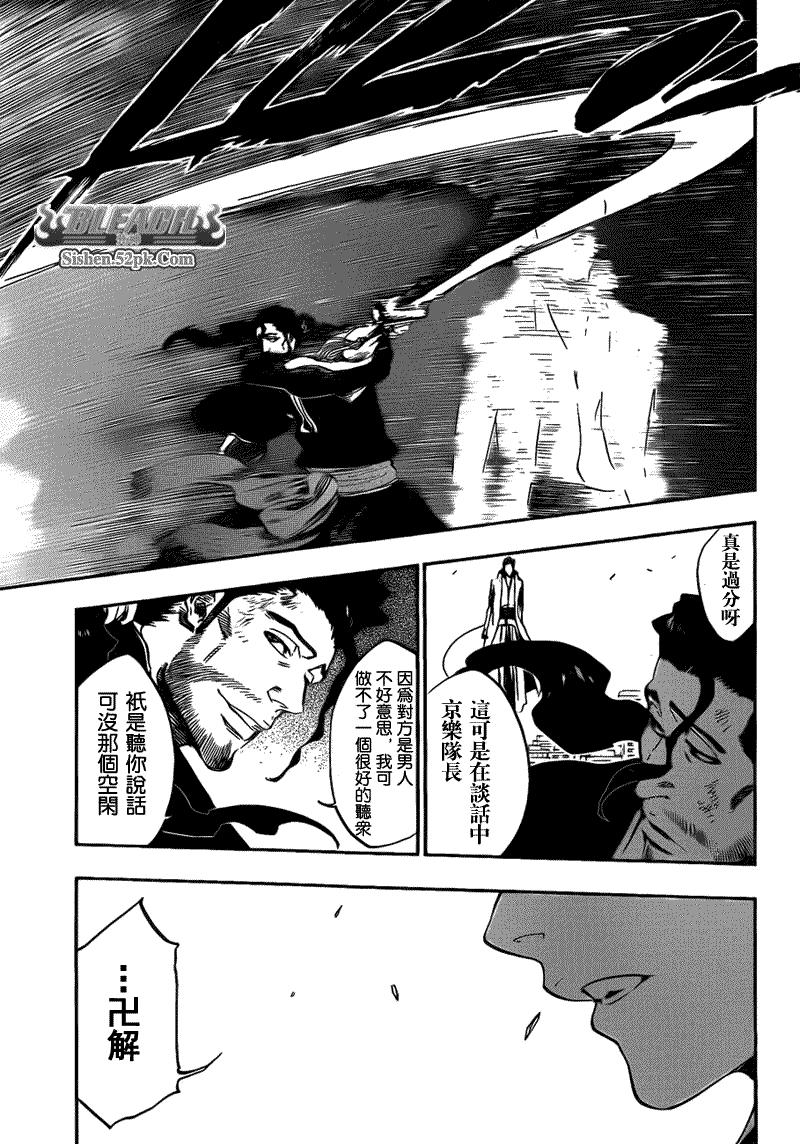 BLEACH
Sishen.52pk.Com
真是過分呀
這可是在談話中
京樂隊長
因為對方是男人
不好意思,我可
做不了一個很好的聽衆
衹是聽你說話
可沒那個空閑
…卍解